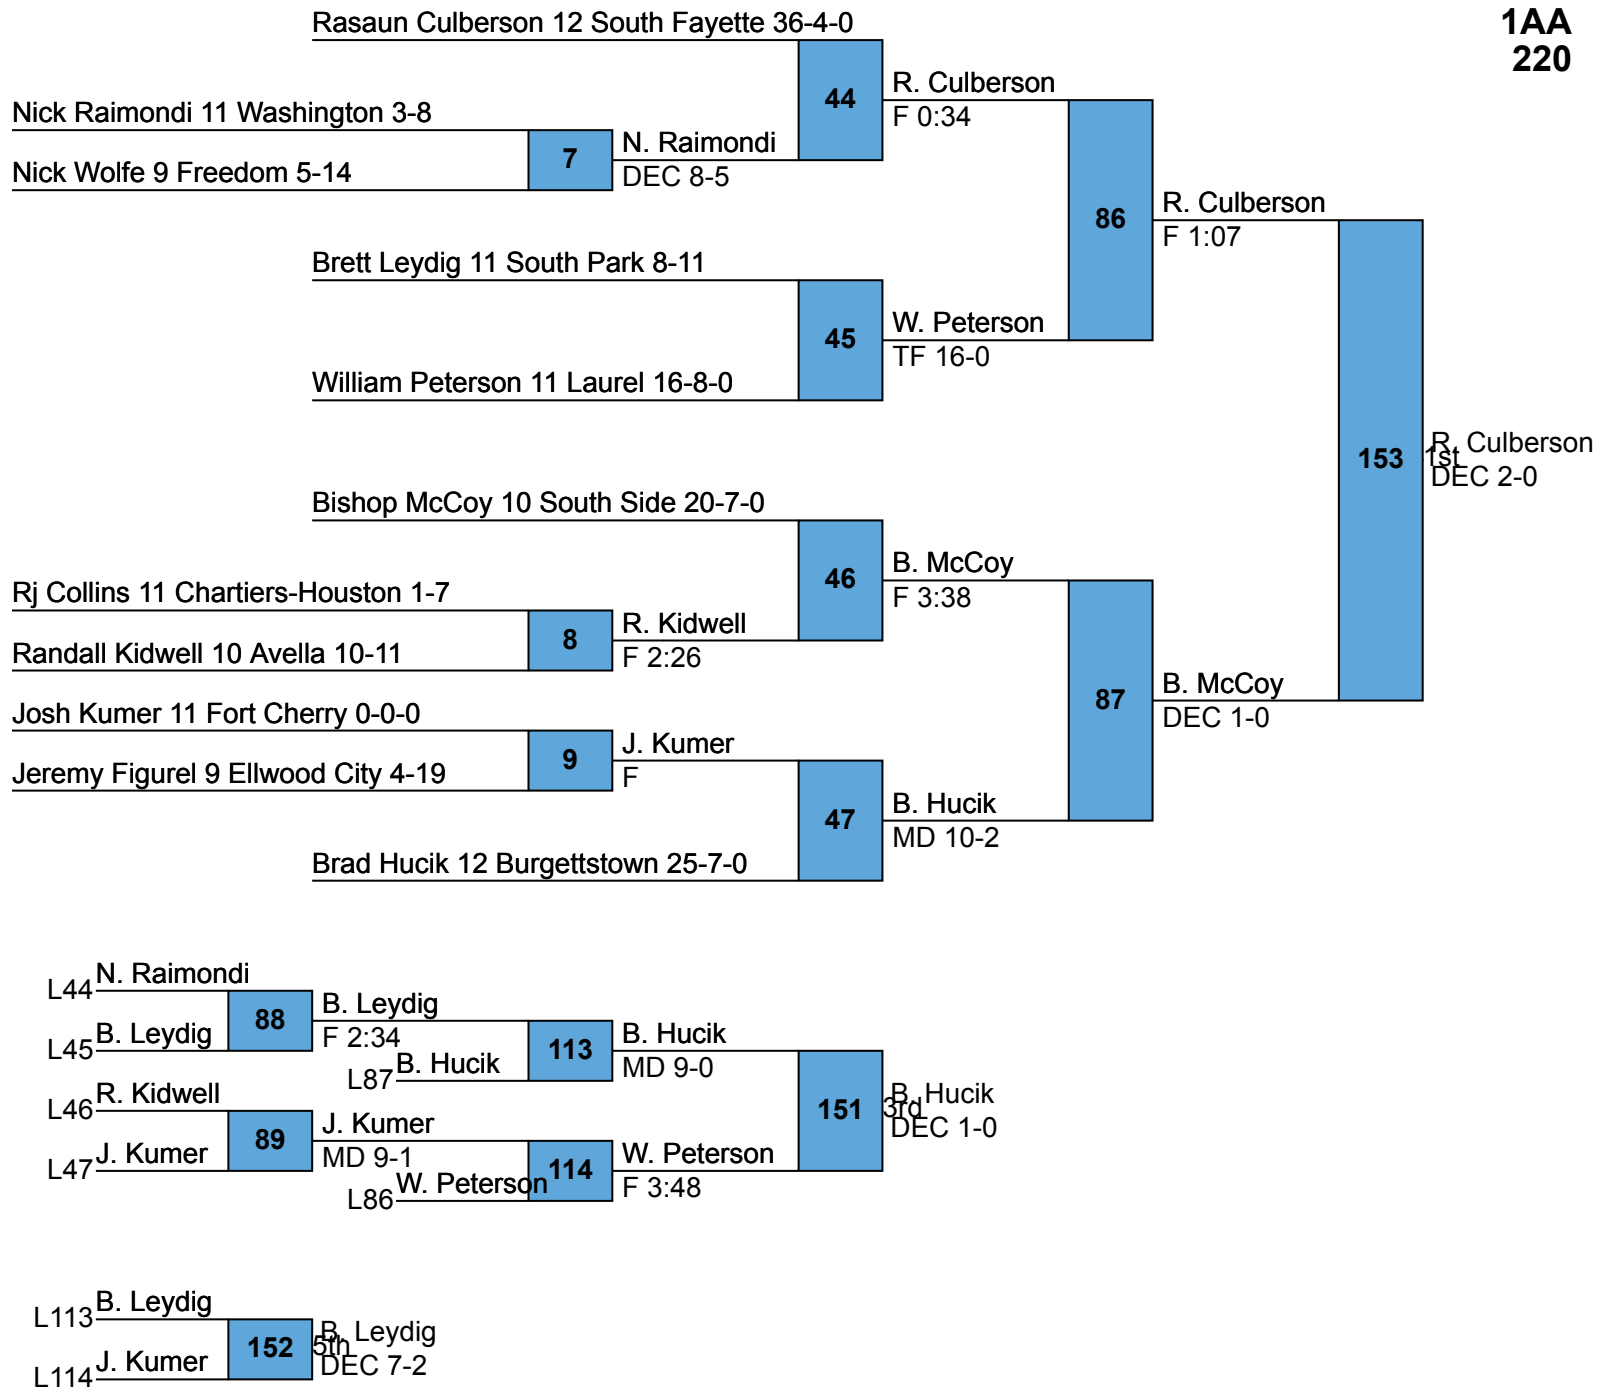 1AA
220
Rasaun Culberson 12 South Fayette 36-4-0
44
R. Culberson
F 0:34
Nick Raimondi 11 Washington 3-8
7
N. Raimondi
DEC 8-5
Nick Wolfe 9 Freedom 5-14
86
R. Culberson
F 1:07
Brett Leydig 11 South Park 8-11
45
W. Peterson
TF 16-0
William Peterson 11 Laurel 16-8-0
153
1st
R. Culberson
DEC 2-0
Bishop McCoy 10 South Side 20-7-0
46
B. McCoy
F 3:38
Rj Collins 11 Chartiers-Houston 1-7
8
R. Kidwell
F 2:26
Randall Kidwell 10 Avella 10-11
87
B. McCoy
DEC 1-0
Josh Kumer 11 Fort Cherry 0-0-0
9
J. Kumer
F
Jeremy Figurel 9 Ellwood City 4-19
47
B. Hucik
MD 10-2
Brad Hucik 12 Burgettstown 25-7-0
L44
N. Raimondi
88
B. Leydig
F 2:34
L45
B. Leydig
113
B. Hucik
MD 9-0
L87
B. Hucik
L46
R. Kidwell
151
3rd
B. Hucik
DEC 1-0
89
J. Kumer
MD 9-1
L47
J. Kumer
114
W. Peterson
F 3:48
L86
W. Peterson
L113
B. Leydig
152
5th
B. Leydig
DEC 7-2
L114
J. Kumer